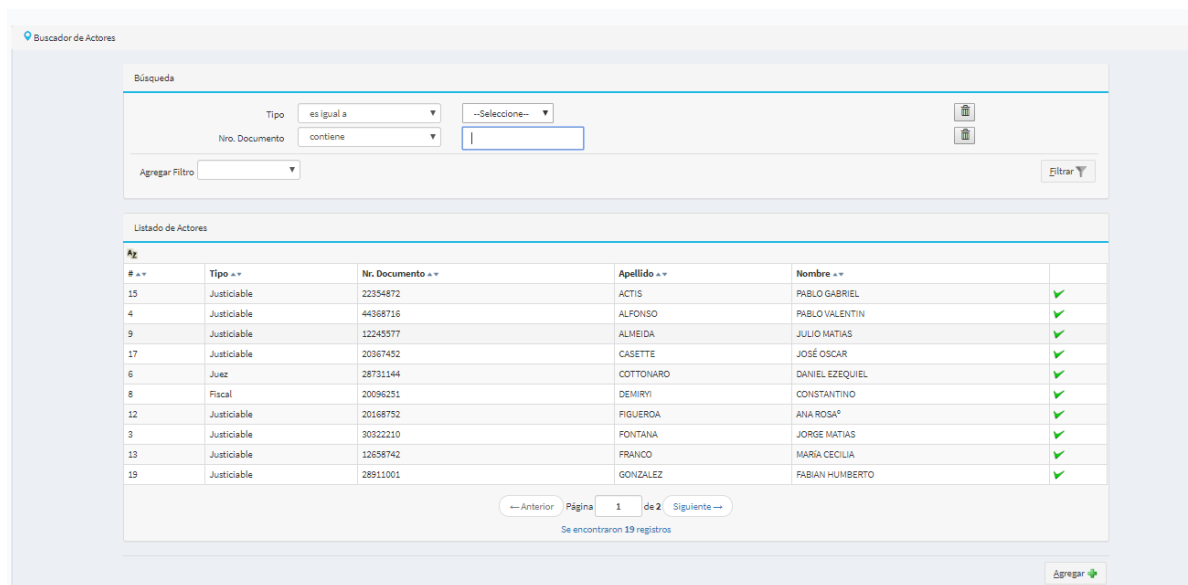 Buscador de Actores
Búsqueda
Tipo es igual a --Seleccione--
Nro. Documento contiene
Agregar Filtro Filtrar
Listado de Actores
AZ
# Tipo Nr. Documento Apellido Nombre
15 Justiciable 22354872 ACTIS PABLO GABRIEL
4 Justiciable 44368716 ALFONSO PABLO VALENTIN
9 Justiciable 12245577 ALMEIDA JULIO MATIAS
17 Justiciable 20367452 CASETTE JOSÉ OSCAR
6 Juez 28731144 COTTONARO DANIEL EZEQUIEL
8 Fiscal 20096251 DEMIRYI CONSTANTINO
12 Justiciable 20168752 FIGUEROA ANA ROSAº
3 Justiciable 30322210 FONTANA JORGE MATIAS
13 Justiciable 12658742 FRANCO MARÍA CECILIA
19 Justiciable 28911001 GONZALEZ FABIAN HUMBERTO
←Anterior Página 1 de 2 Siguiente→
Se encontraron 19 registros
Agregar